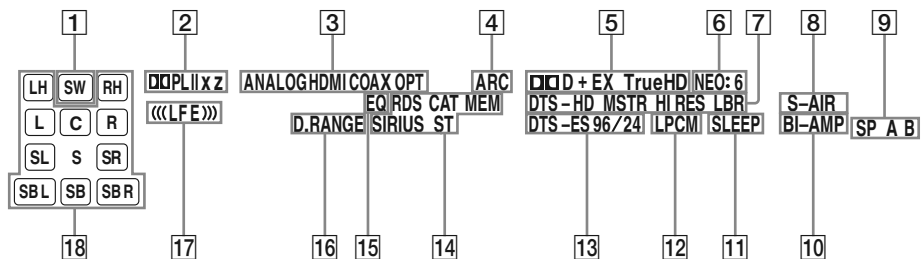 1 2 3 4 5 6 7 8 9
LH SW RH
L C R
SL S SR
SBL SB SBR
PLIIxz
(((LFE)))
ANALOG HDMI COAX OPT ARC
EQ RDS CAT MEM
D.RANGE SIRIUS ST
D+EX TrueHD NEO:6
DTS-HD MSTR HI RES LBR
DTS-ES 96/24 LPCM SLEEP
S-AIR
BI-AMP
SP A B
18 17 16 15 14 13 12 11 10